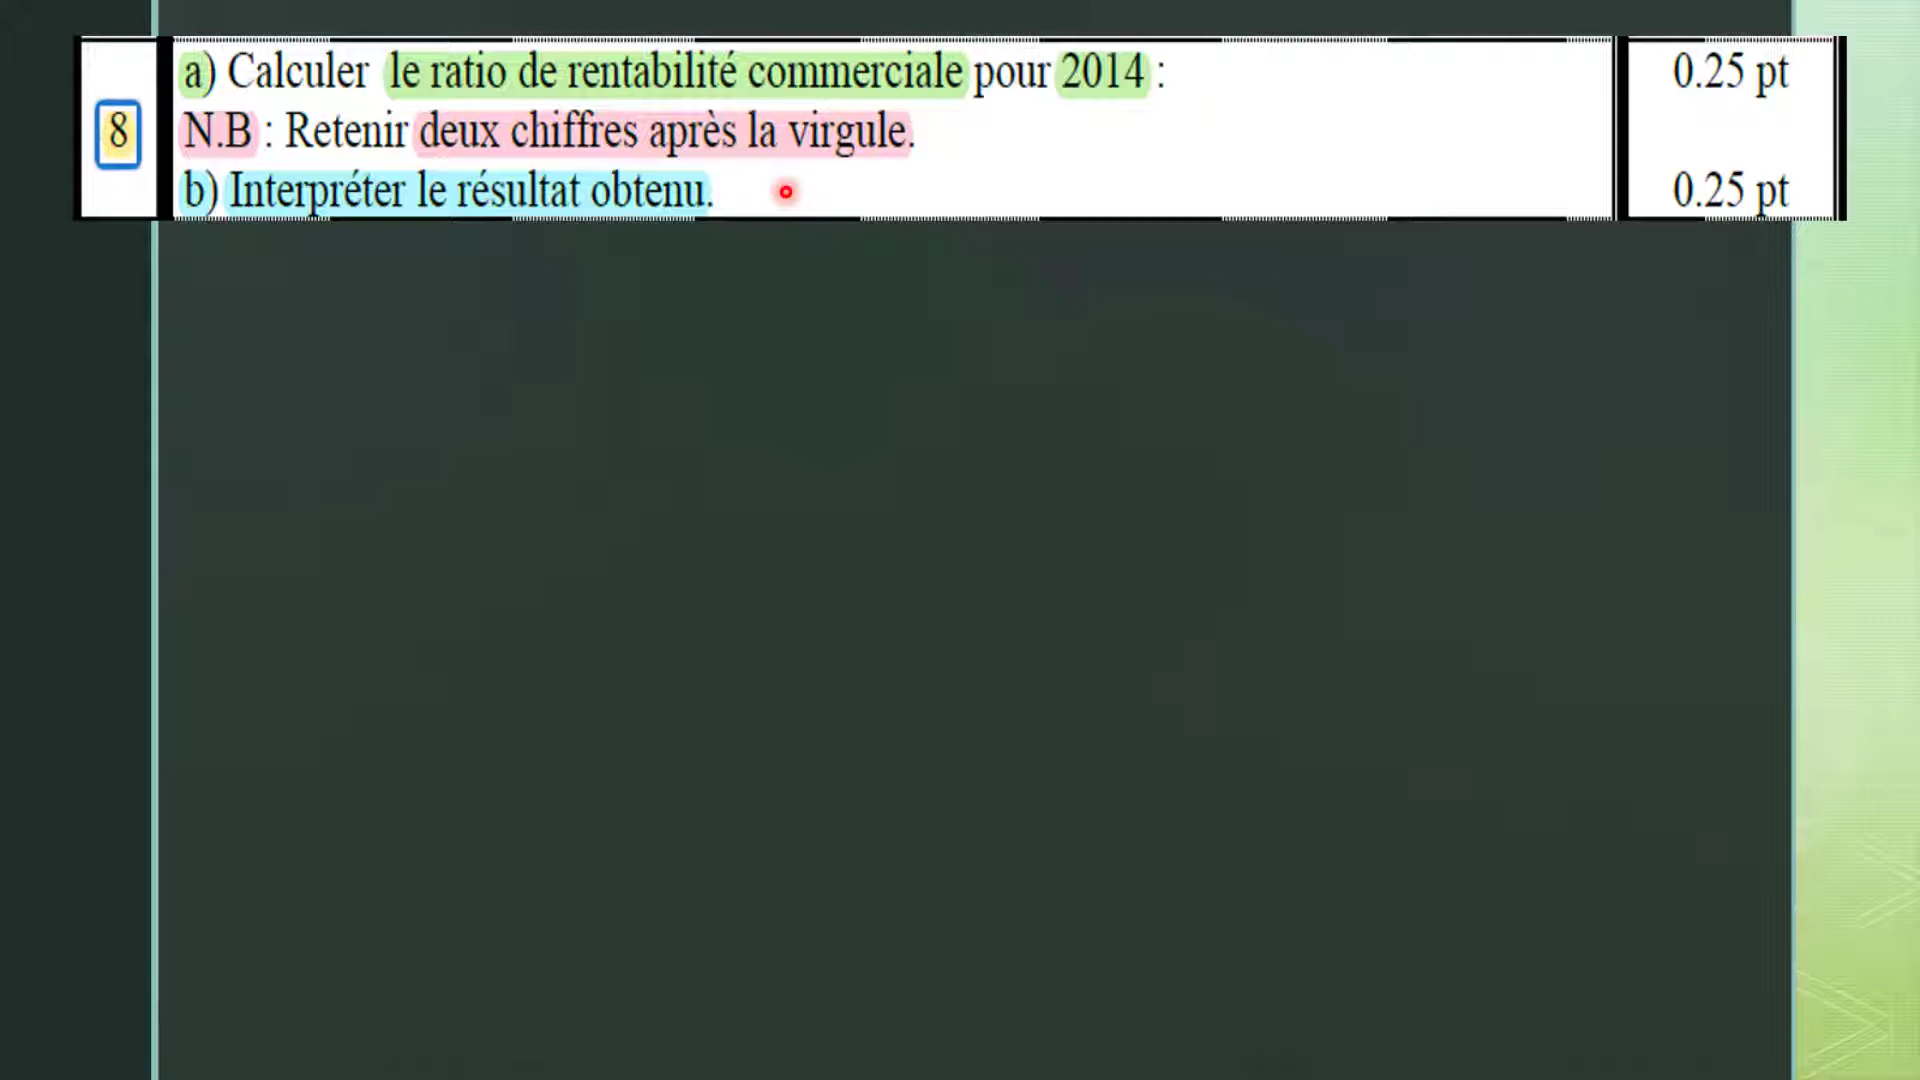 a) Calculer le ratio de rentabilité commerciale pour 2014 : 0.25 pt
8 N.B : Retenir deux chiffres après la virgule.
b) Interpréter le résultat obtenu. 0.25 pt